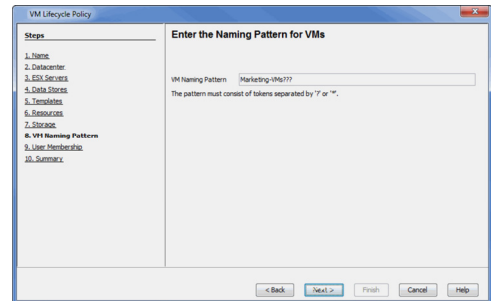 VM Lifecycle Policy
Steps
1. Name
2. Datacenter
3. ESX Servers
4. Data Stores
5. Templates
6. Resources
7. Storage
8. VM Naming Pattern
9. User Membership
10. Summary
Enter the Naming Pattern for VMs
VM Naming Pattern Marketing-VMs???
The pattern must consist of tokens separated by '?' or '*'.
< Back Next > Finish Cancel Help